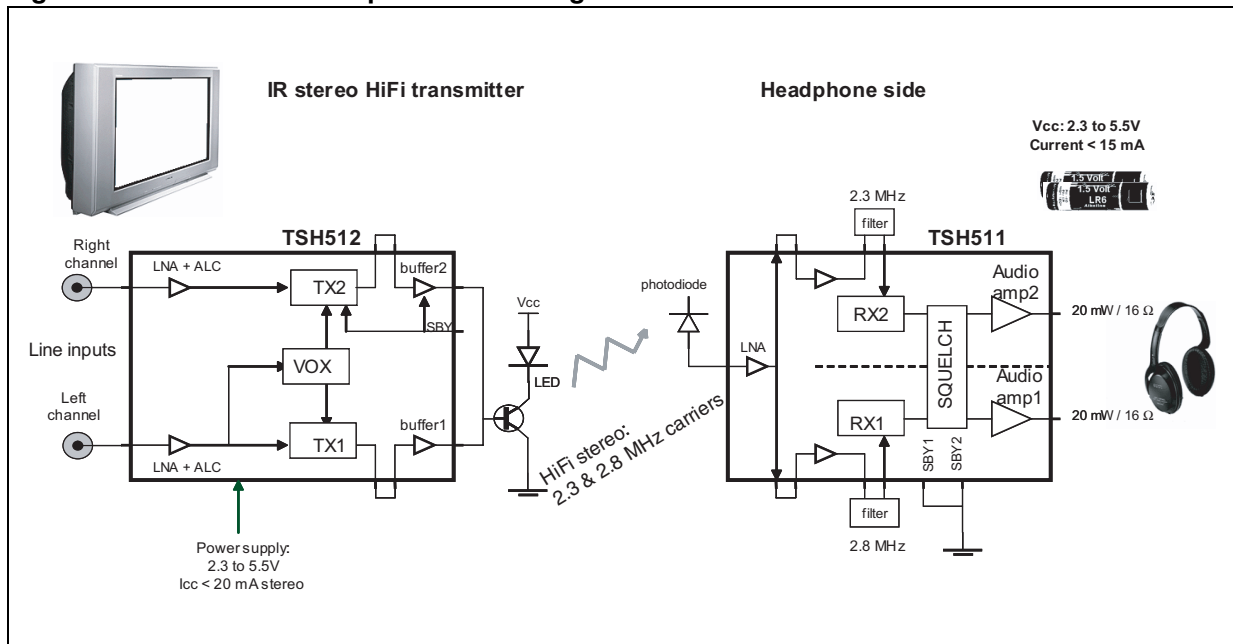 IR stereo HiFi transmitter
Headphone side
Vcc: 2.3 to 5.5V
Current < 15 mA
1.5 Volt
1.5 Volt
LR6
Alkaline
2.3 MHz
filter
TSH512
TSH511
Right
channel
LNA + ALC
TX2
buffer2
SBY
Vcc
LED
photodiode
LNA
RX2
SQUELCH
Audio
amp2
20 mW / 16 Ω
Line inputs
VOX
Left
channel
LNA + ALC
TX1
buffer1
HiFi stereo:
2.3 & 2.8 MHz carriers
RX1
Audio
amp1
20 mW / 16 Ω
SBY1
SBY2
filter
2.8 MHz
Power supply:
2.3 to 5.5V
Icc < 20 mA stereo